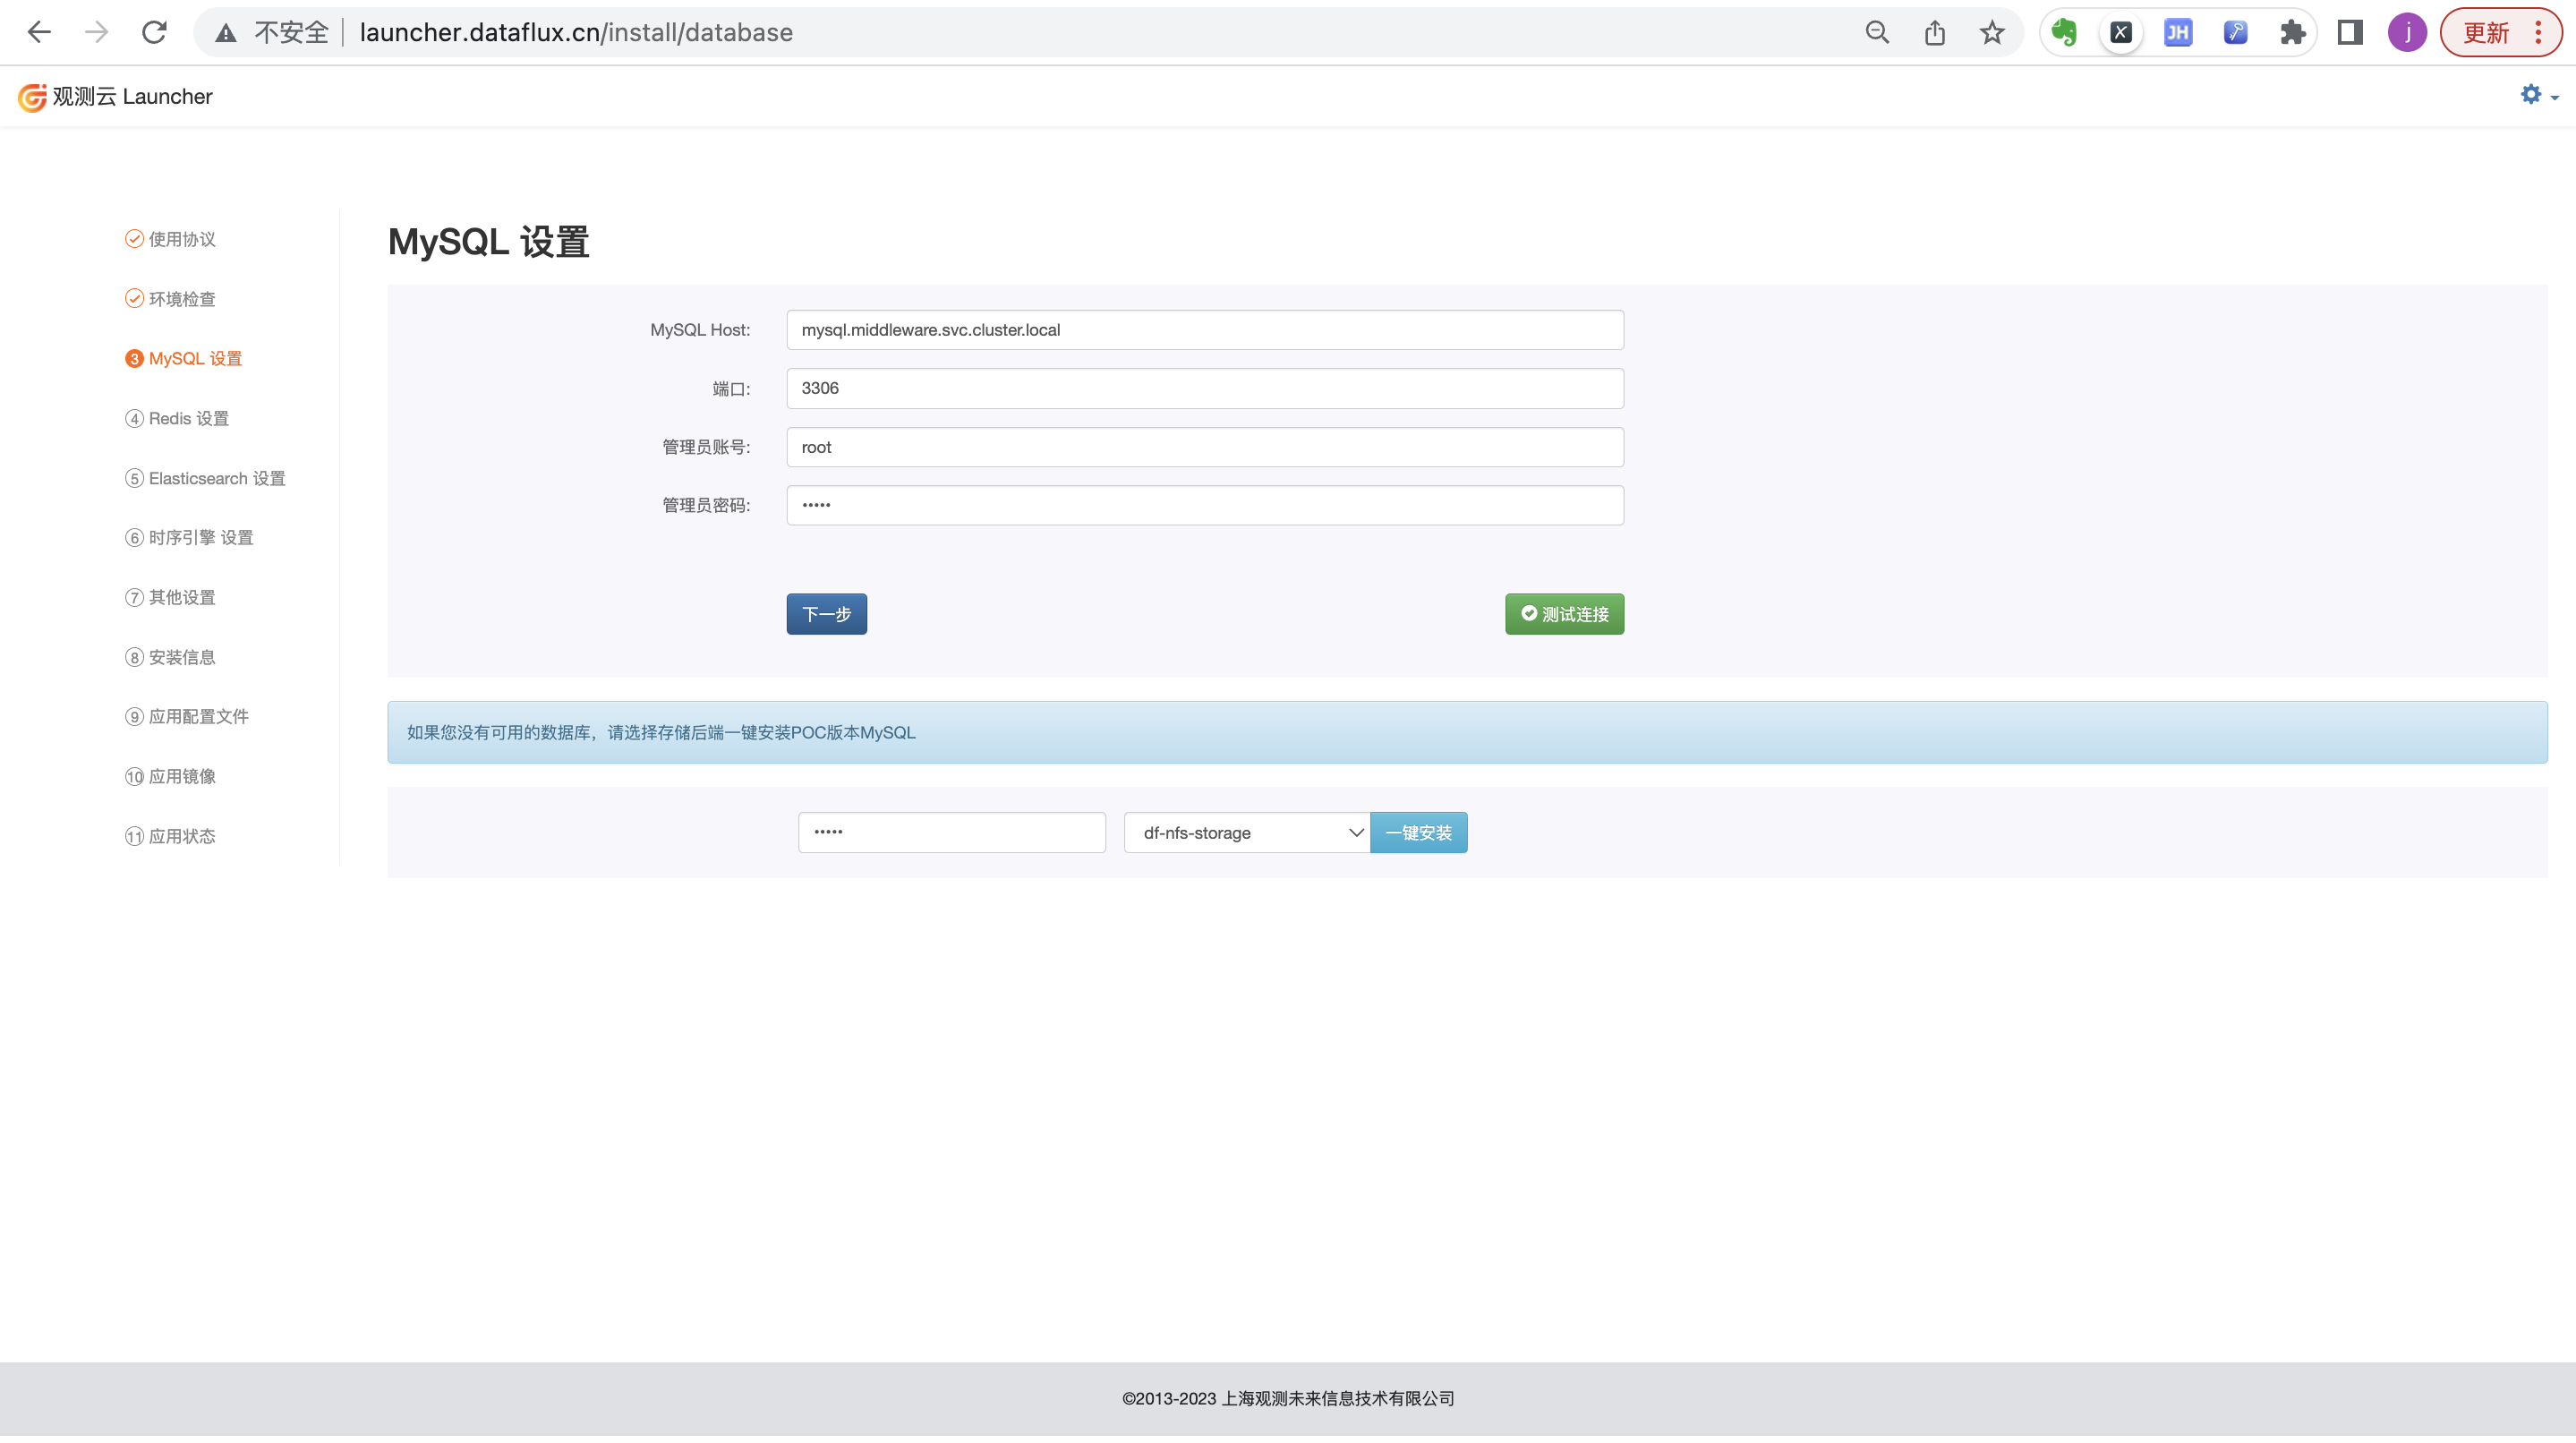 不安全 launcher.dataflux.cn/install/database
JH
j
更新
观测云 Launcher
使用协议
环境检查
3 MySQL 设置
4 Redis 设置
5 Elasticsearch 设置
6 时序引擎 设置
7 其他设置
8 安装信息
9 应用配置文件
10 应用镜像
11 应用状态
MySQL 设置
MySQL Host: mysql.middleware.svc.cluster.local
端口: 3306
管理员账号: root
管理员密码: •••••
下一步 测试连接
如果您没有可用的数据库，请选择存储后端一键安装POC版本MySQL
••••• df-nfs-storage 一键安装
©2013-2023 上海观测未来信息技术有限公司